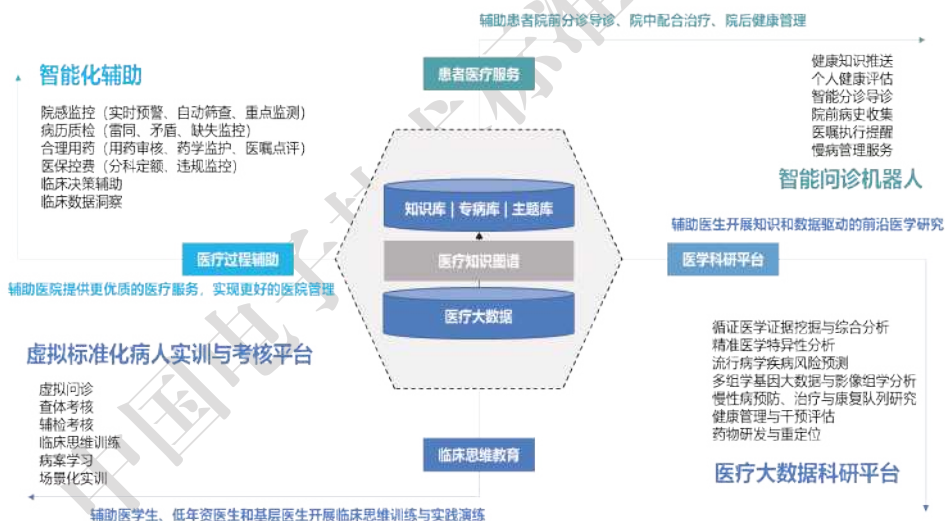 辅助患者院前分诊导诊、院中配合治疗、院后健康管理
智能化辅助
患者医疗服务
健康知识推送
个人健康评估
智能分诊导诊
院前病史收集
医嘱执行提醒
慢病管理服务
院感监控（实时预警、自动筛查、重点监测）
病历质检（雷同、矛盾、缺失监控）
合理用药（用药审核、药学监护、医嘱点评）
医保控费（分科定额、违规监控）
临床决策辅助
临床数据洞察
智能问诊机器人
知识库 | 专病库 | 主题库
辅助医生开展知识和数据驱动的前沿医学研究
医疗过程辅助
医疗知识图谱
医学科研平台
辅助医院提供更优质的医疗服务，实现更好的医院管理
医疗大数据
虚拟标准化病人实训与考核平台
虚拟问诊
查体考核
辅检考核
临床思维训练
病案学习
场景化实训
循证医学证据挖掘与综合分析
精准医学特异性分析
流行病学疾病风险预测
多组学基因大数据与影像组学分析
慢性病预防、治疗与康复队列研究
健康管理与干预评估
药物研发与重定位
临床思维教育
医疗大数据科研平台
辅助医学生、低年资医生和基层医生开展临床思维训练与实践演练
中国电子技术标准